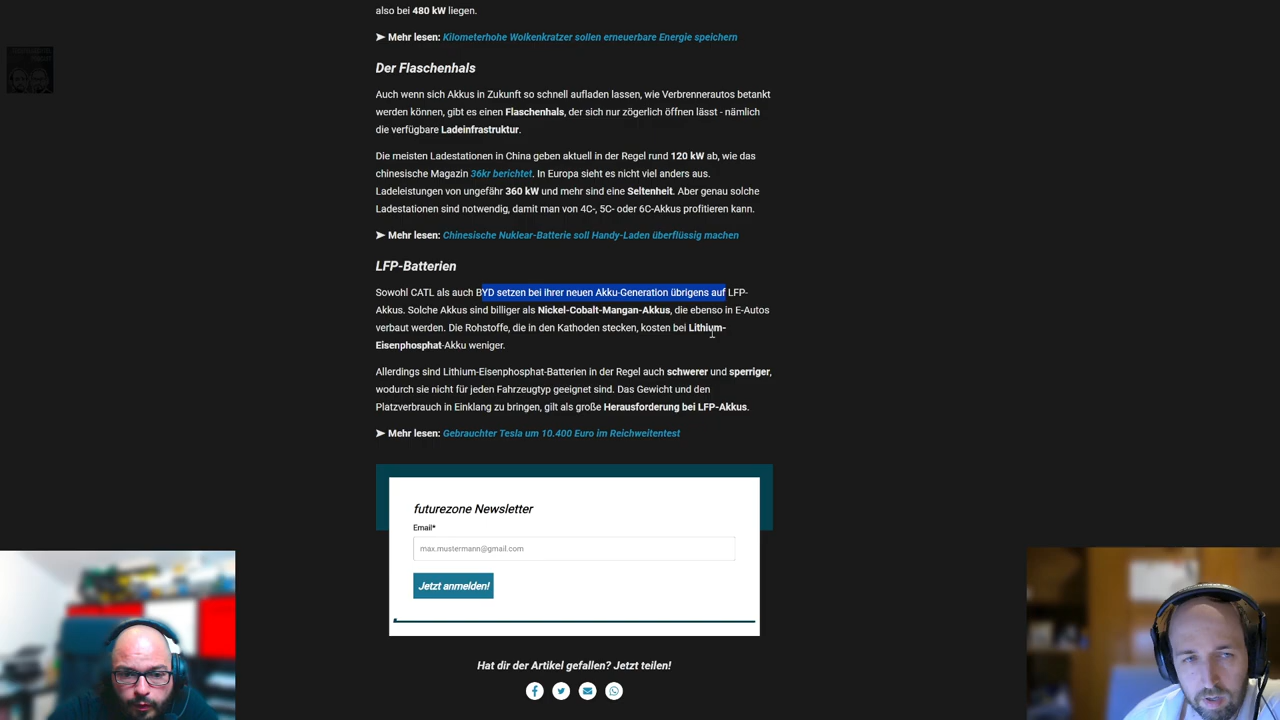 also bei 480 kW liegen.
➤ Mehr lesen: Kilometerhohe Wolkenkratzer sollen erneuerbare Energie speichern
Der Flaschenhals
Auch wenn sich Akkus in Zukunft so schnell aufladen lassen, wie Verbrennerautos betankt
werden können, gibt es einen Flaschenhals, der sich nur zögerlich öffnen lässt - nämlich
die verfügbare Ladeinfrastruktur.
Die meisten Ladestationen in China geben aktuell in der Regel rund 120 kW ab, wie das
chinesische Magazin 36kr berichtet. In Europa sieht es nicht viel anders aus.
Ladeleistungen von ungefähr 360 kW und mehr sind eine Seltenheit. Aber genau solche
Ladestationen sind notwendig, damit man von 4C-, 5C- oder 6C-Akkus profitieren kann.
➤ Mehr lesen: Chinesische Nuklear-Batterie soll Handy-Laden überflüssig machen
LFP-Batterien
Sowohl CATL als auch BYD setzen bei ihrer neuen Akku-Generation übrigens auf LFP-
Akkus. Solche Akkus sind billiger als Nickel-Cobalt-Mangan-Akkus, die ebenso in E-Autos
verbaut werden. Die Rohstoffe, die in den Kathoden stecken, kosten bei Lithium-
Eisenphosphat-Akku weniger.
Allerdings sind Lithium-Eisenphosphat-Batterien in der Regel auch schwerer und sperriger,
wodurch sie nicht für jeden Fahrzeugtyp geeignet sind. Das Gewicht und den
Platzverbrauch in Einklang zu bringen, gilt als große Herausforderung bei LFP-Akkus.
➤ Mehr lesen: Gebrauchter Tesla um 10.400 Euro im Reichweitentest
futurezone Newsletter
Email*
max.mustermann@gmail.com
Jetzt anmelden!
Hat dir der Artikel gefallen? Jetzt teilen!